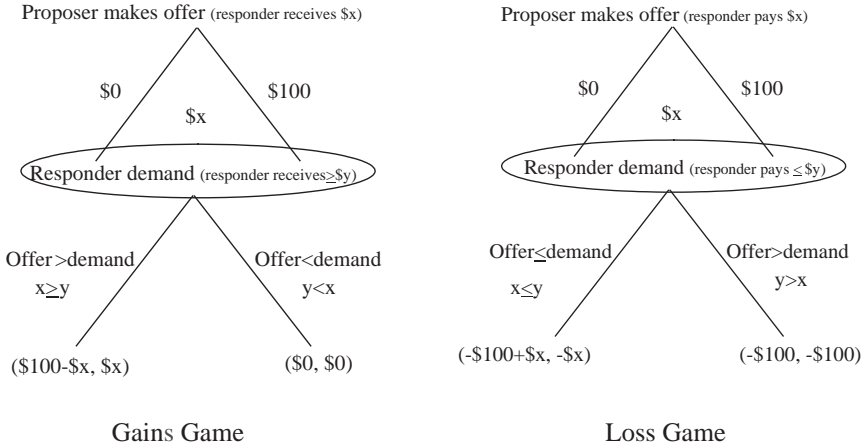 Proposer makes offer (responder receives $x)
$0
$100
$x
Responder demand (responder receives≥$y)
Offer>demand
x≥y
Offer<demand
y<x
($100-$x, $x)
($0, $0)
Gains Game
Proposer makes offer (responder pays $x)
$0
$100
$x
Responder demand (responder pays ≤$y)
Offer≤demand
x≤y
Offer>demand
y>x
(-$100+$x, -$x)
(-$100, -$100)
Loss Game